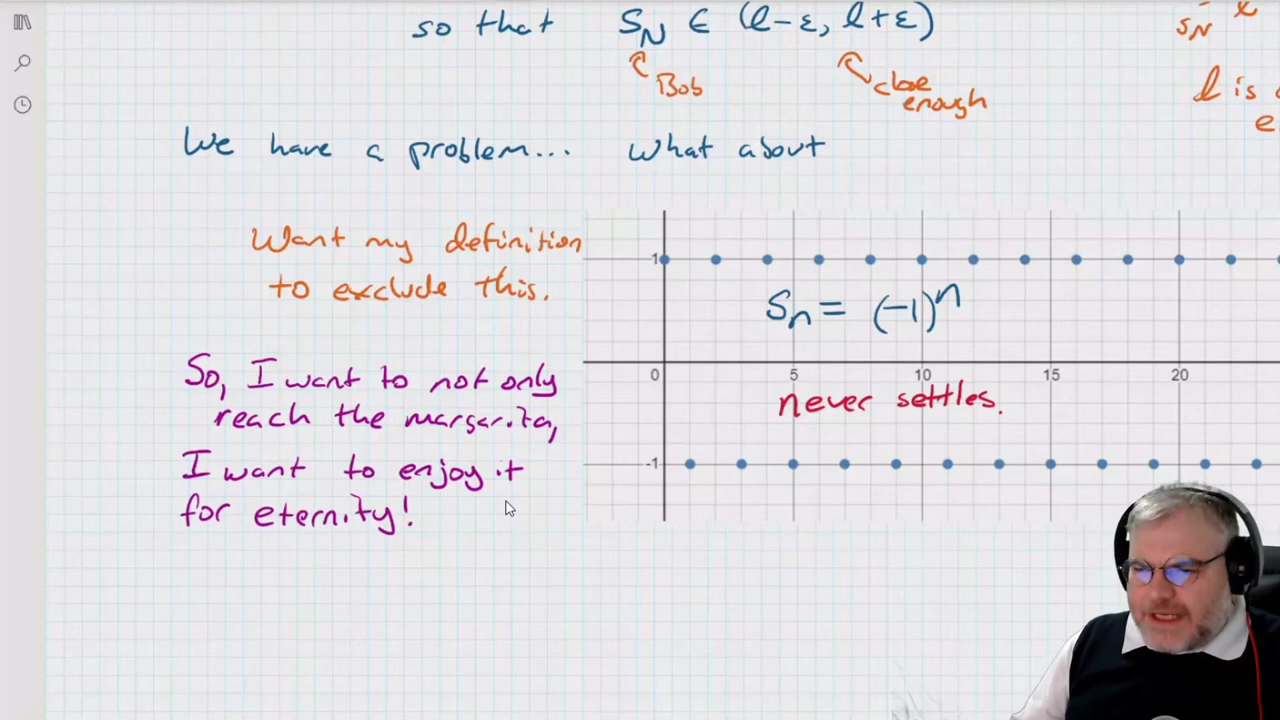 so that S_N ∈ (l-ε, l+ε)
Bob
close
enough
S_N
l is
We have a problem... What about
Want my definition
to exclude this.
So, I want to not only
reach the margarita,
I want to enjoy it
for eternity!
1
S_n = (-1)^n
0 5 10 15 20
never settles.
-1